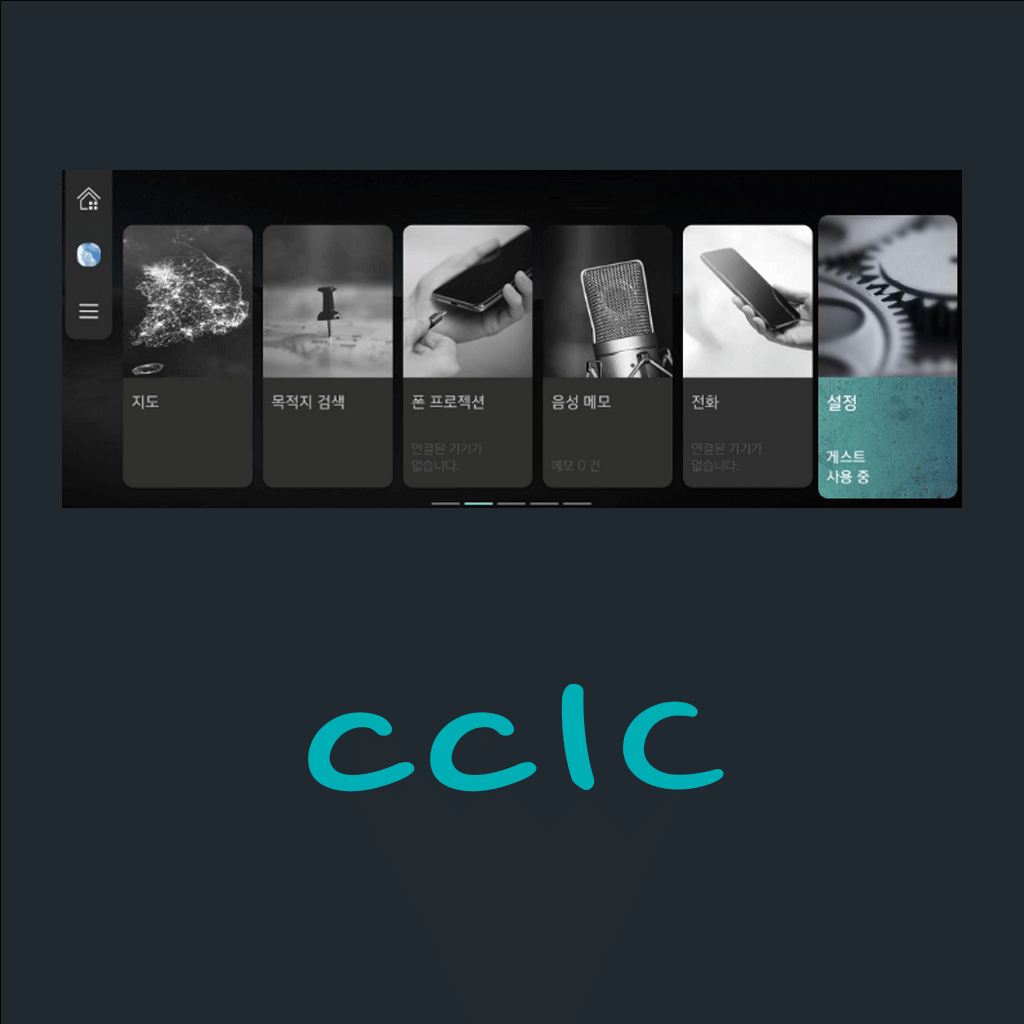 지도
목적지 검색
폰 프로젝션
연결된 기기가
없습니다.
음성 메모
메모 0 건
전화
연결된 기기가
없습니다.
설정
게스트
사용 중
cclc